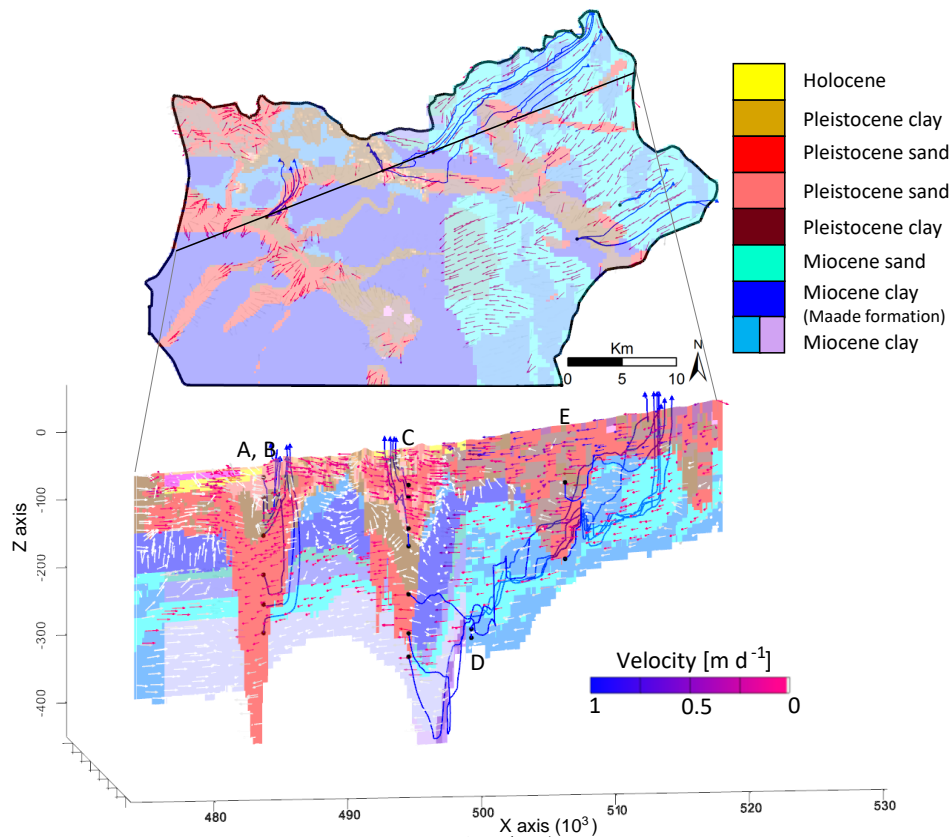 Holocene
Pleistocene clay
Pleistocene sand
Pleistocene sand
Pleistocene clay
Miocene sand
Miocene clay
(Maade formation)
Miocene clay
N
Km
0 5 10
A, B
C
E
D
0
-100
-200
-300
-400
Z axis
Velocity [m d⁻¹]
1 0.5 0
480 490 500 510 520 530
X axis (10³)